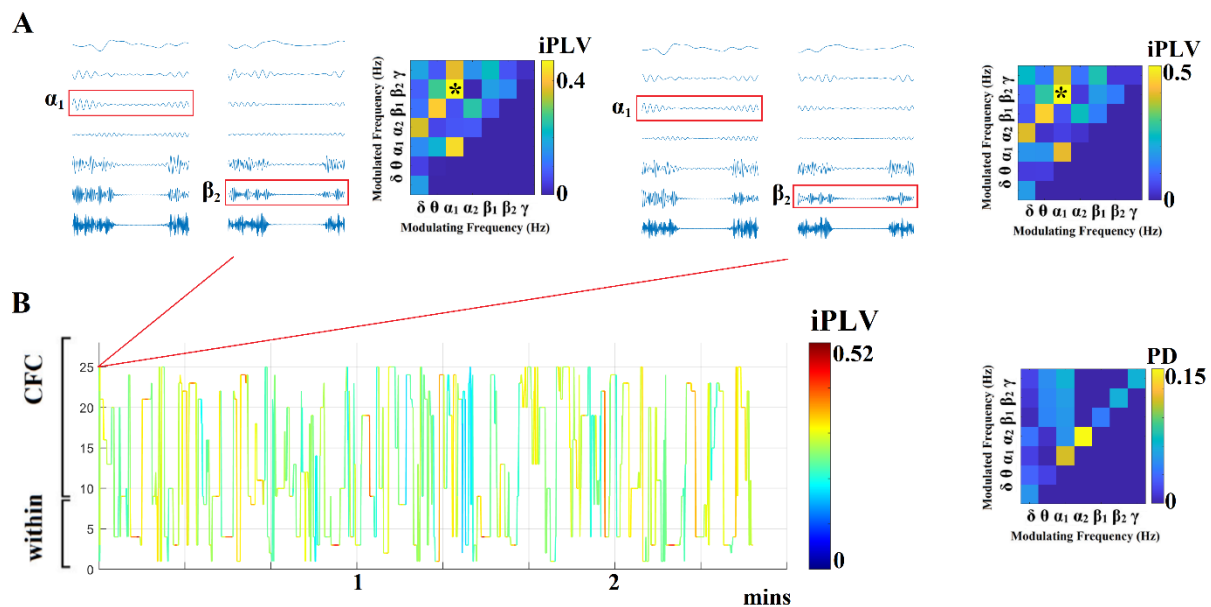 A
α₁
β₂
Modulated Frequency (Hz)
δ θ α₁ α₂ β₁ β₂ γ
iPLV
0.4
*
0
δ θ α₁ α₂ β₁ β₂ γ
Modulating Frequency (Hz)
α₁
β₂
Modulated Frequency (Hz)
δ θ α₁ α₂ β₁ β₂ γ
iPLV
0.5
*
0
δ θ α₁ α₂ β₁ β₂ γ
Modulating Frequency (Hz)
B
CFC
within
25
20
15
10
5
0
1
2
mins
iPLV
0.52
0
Modulated Frequency (Hz)
δ θ α₁ α₂ β₁ β₂ γ
PD
0.15
0
δ θ α₁ α₂ β₁ β₂ γ
Modulating Frequency (Hz)